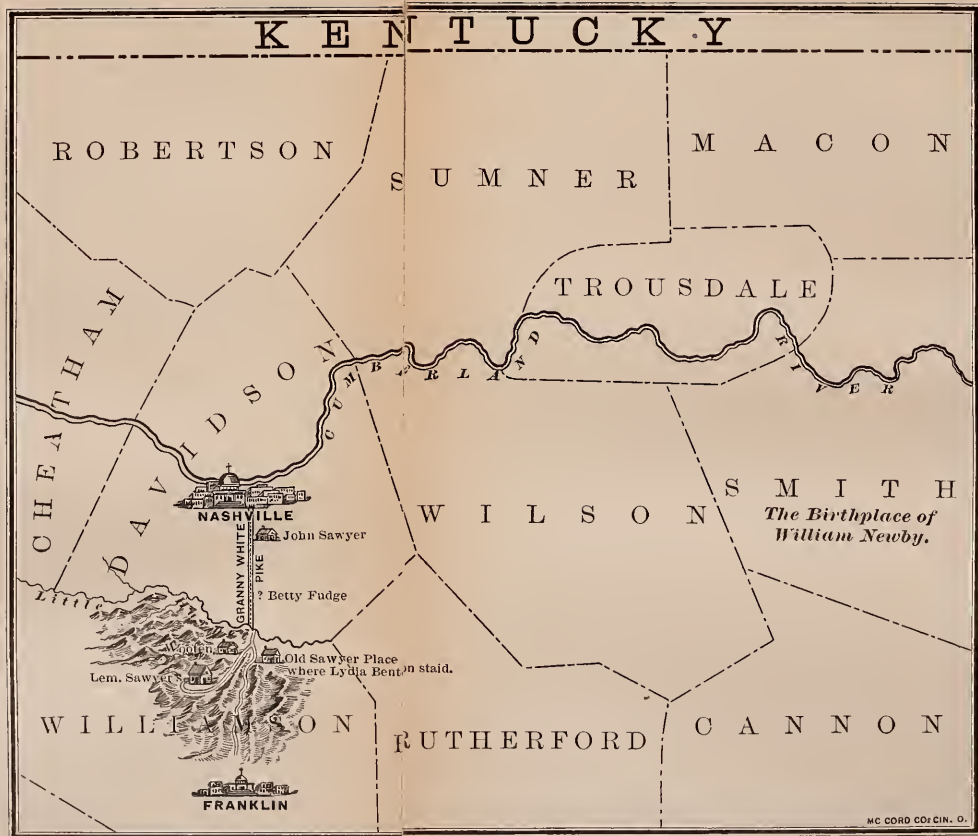 KENTUCKY
ROBERTSON
SUMNER
MACON
TROUSDALE
CHEATHAM
DAVIDSON
CUMBERLAND RIVER
NASHVILLE
GRANNY WHITE PIKE
John Sawyer
? Betty Fudge
WILSON
SMITH
The Birthplace of
William Newby.
Little
Wooten
Old Sawyer Place
where Lydja Benton staid.
Lem. Sawyer's
WILLIAMSON
RUTHERFORD
CANNON
FRANKLIN
MC CORD CO: CIN. O.